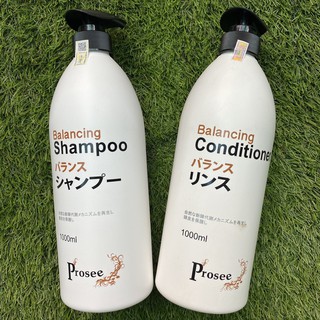 Balancing
Shampoo
バランス
シャンプー
1000ml
Prosee
Balancing
Conditioner
バランス
リンス
1000ml
Prosee